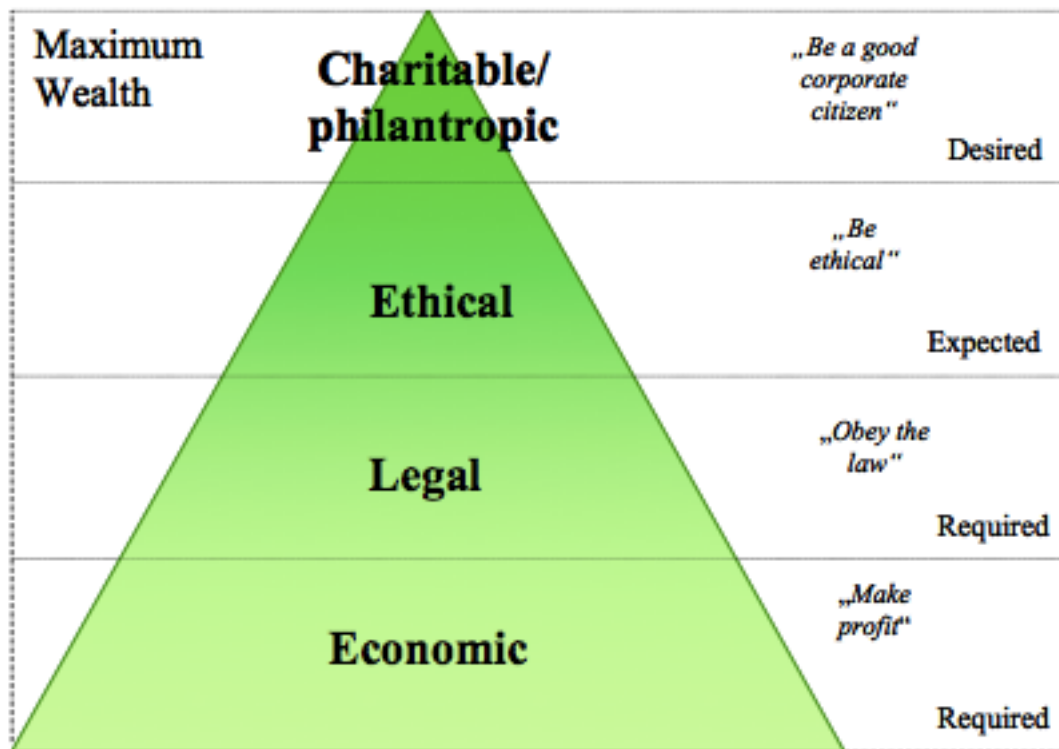 Maximum
Wealth
Charitable/
philantropic
„Be a good
corporate
citizen“
Desired
Ethical
„Be
ethical“
Expected
Legal
„Obey the
law“
Required
Economic
„Make
profit“
Required